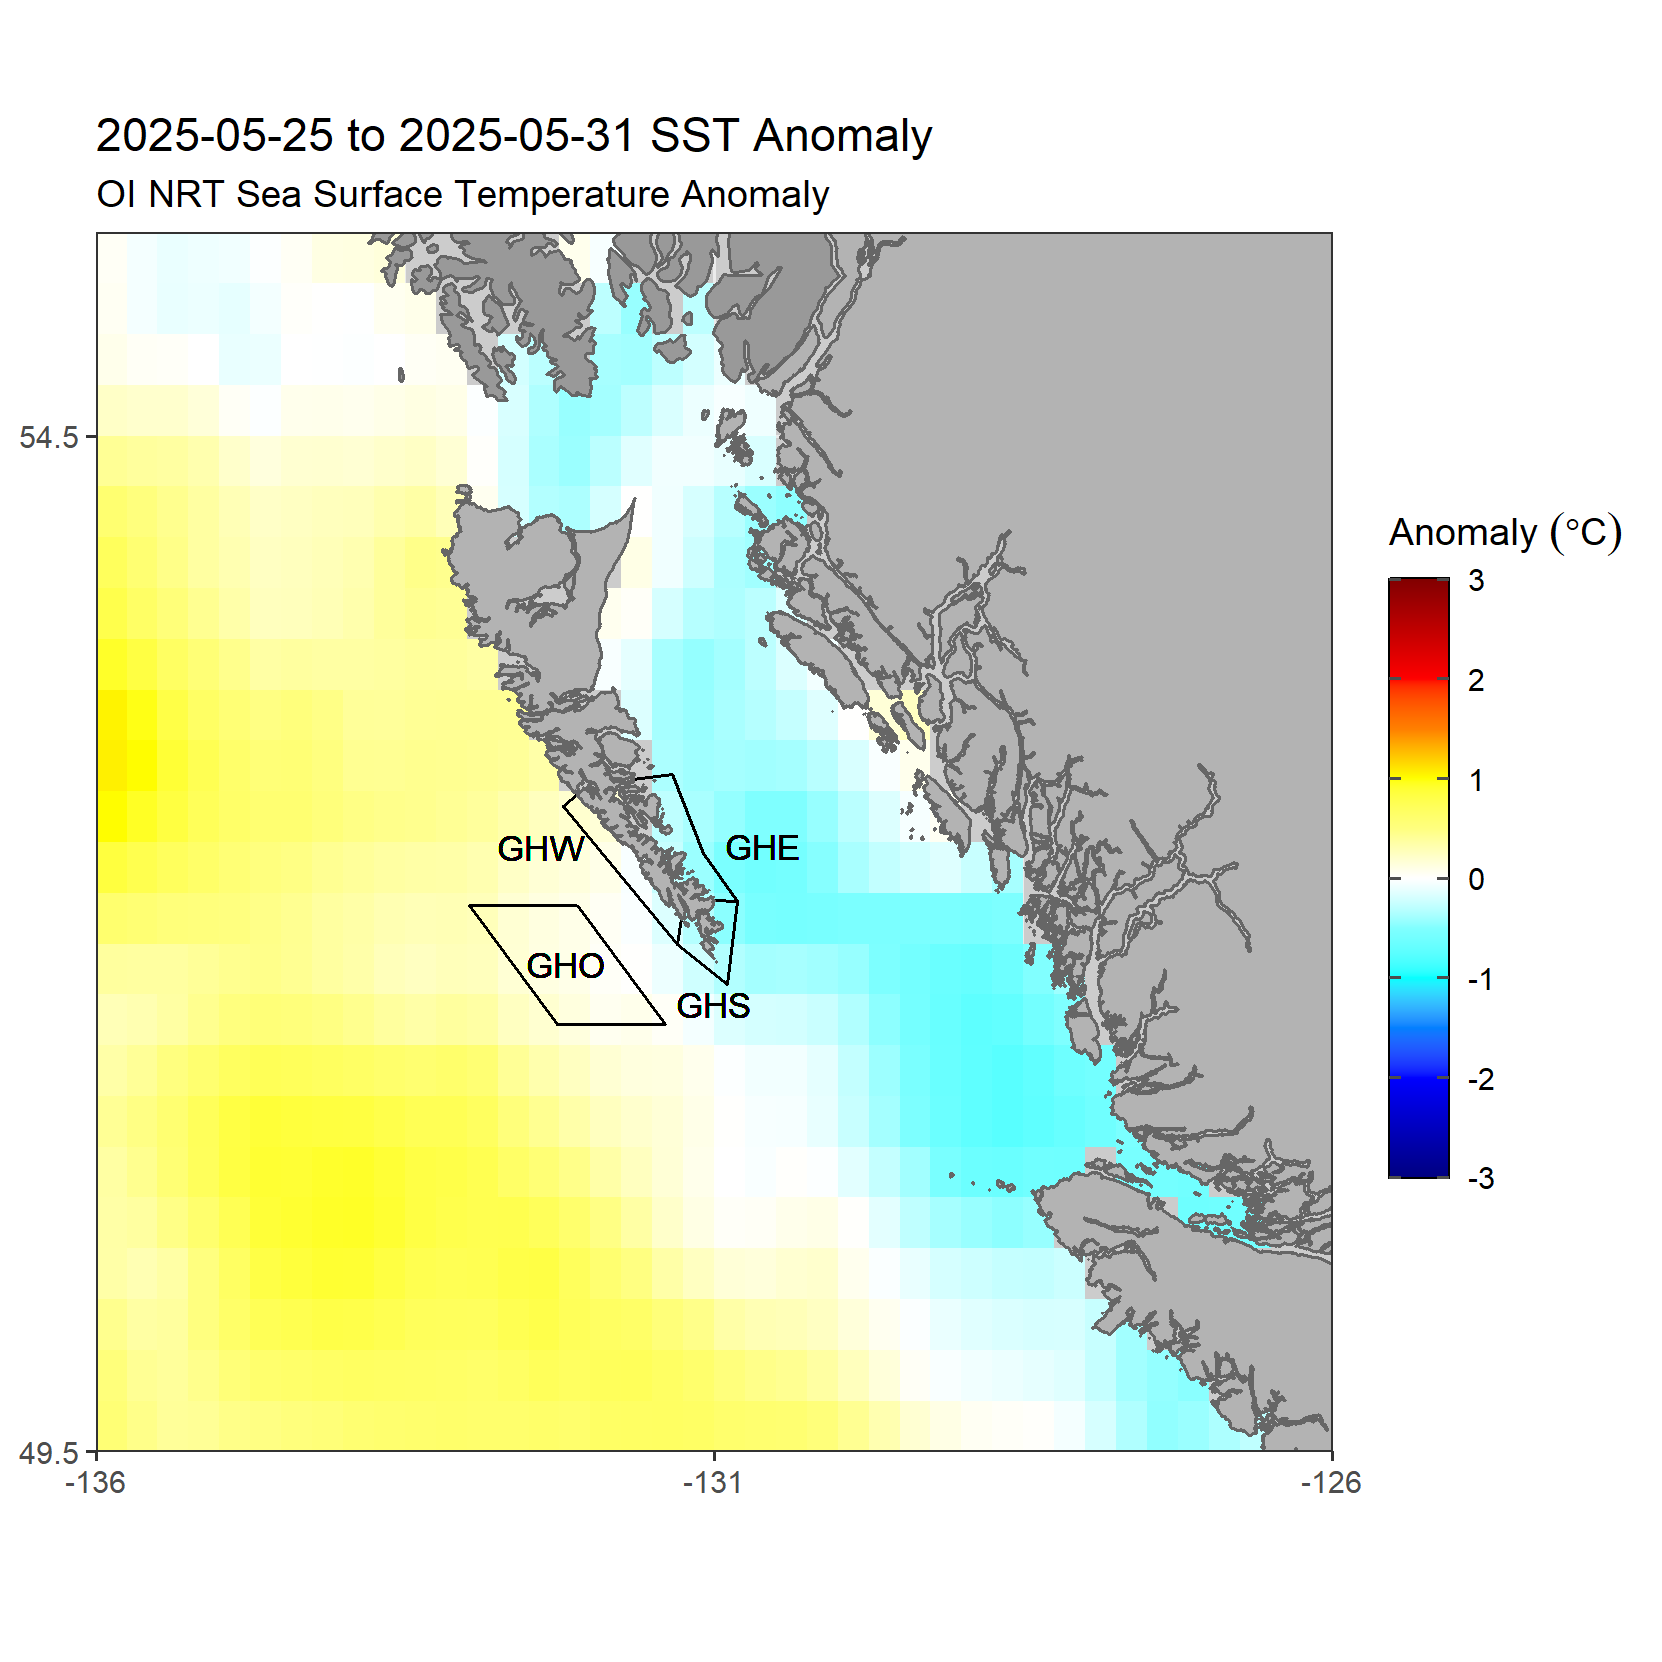 2025-05-25 to 2025-05-31 SST Anomaly
OI NRT Sea Surface Temperature Anomaly
54.5
49.5
-136
-131
-126
GHW
GHE
GHO
GHS
Anomaly (°C)
3
2
1
0
-1
-2
-3